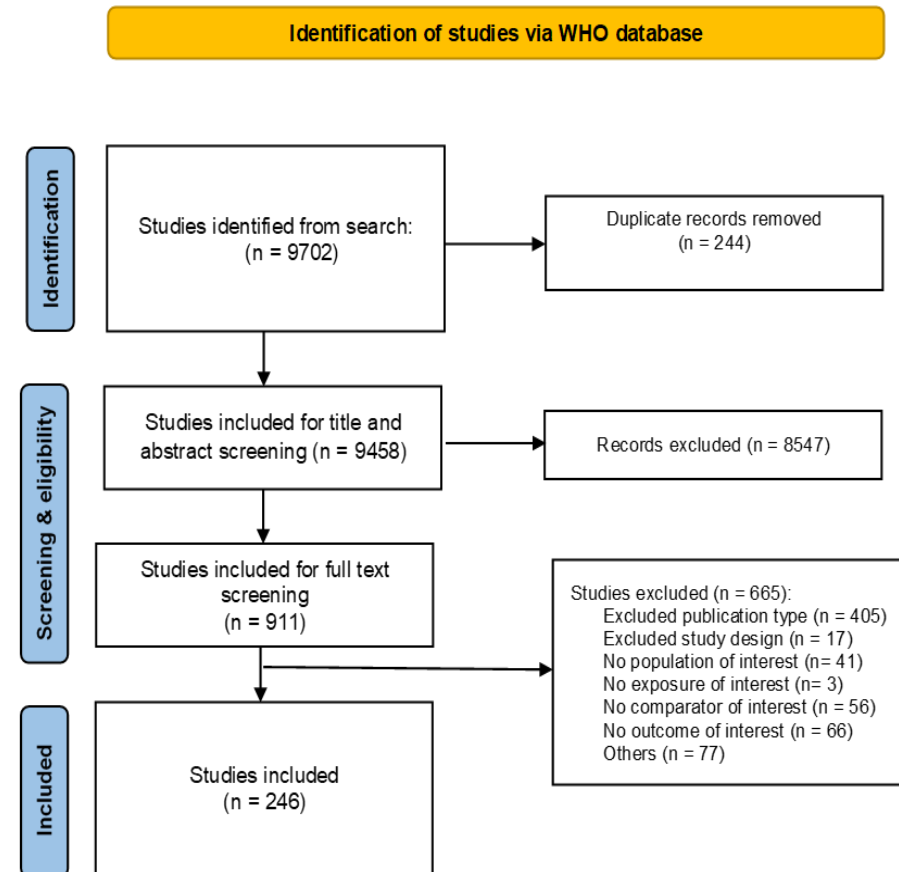 Identification of studies via WHO database
Identification
Studies identified from search:
(n = 9702)
Duplicate records removed
(n = 244)
Screening & eligibility
Studies included for title and
abstract screening (n = 9458)
Records excluded (n = 8547)
Studies included for full text
screening
(n = 911)
Studies excluded (n = 665):
Excluded publication type (n = 405)
Excluded study design (n = 17)
No population of interest (n= 41)
No exposure of interest (n= 3)
No comparator of interest (n = 56)
No outcome of interest (n = 66)
Others (n = 77)
Included
Studies included
(n = 246)